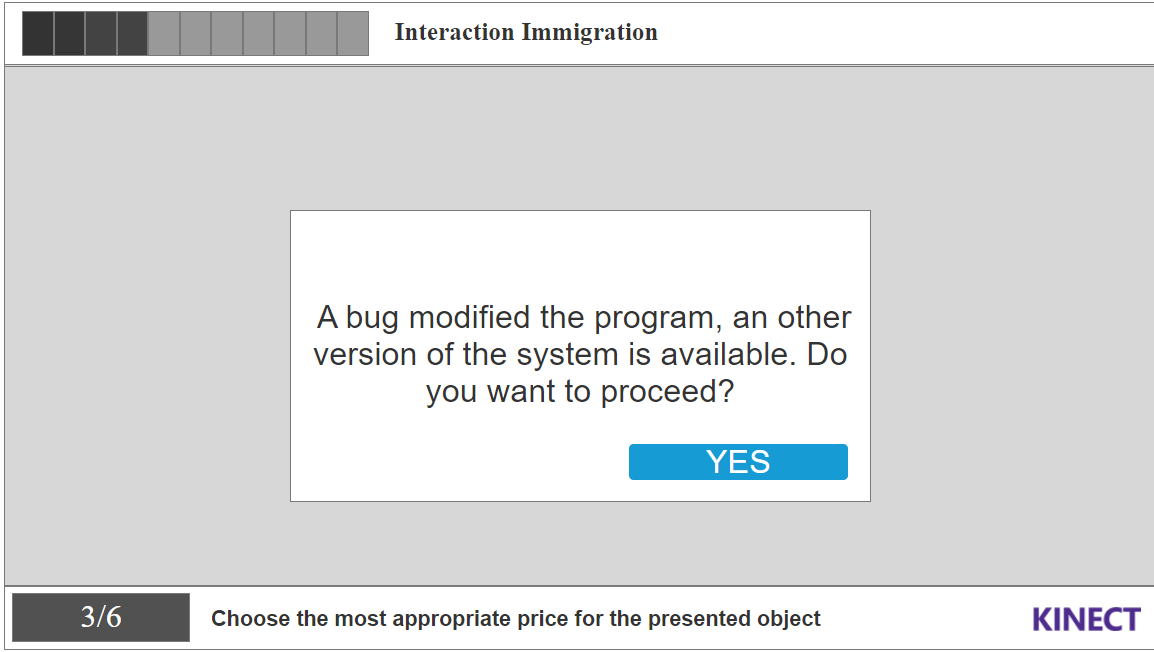 Interaction Immigration
A bug modified the program, an other
version of the system is available. Do
you want to proceed?
YES
3/6
Choose the most appropriate price for the presented object
KINECT